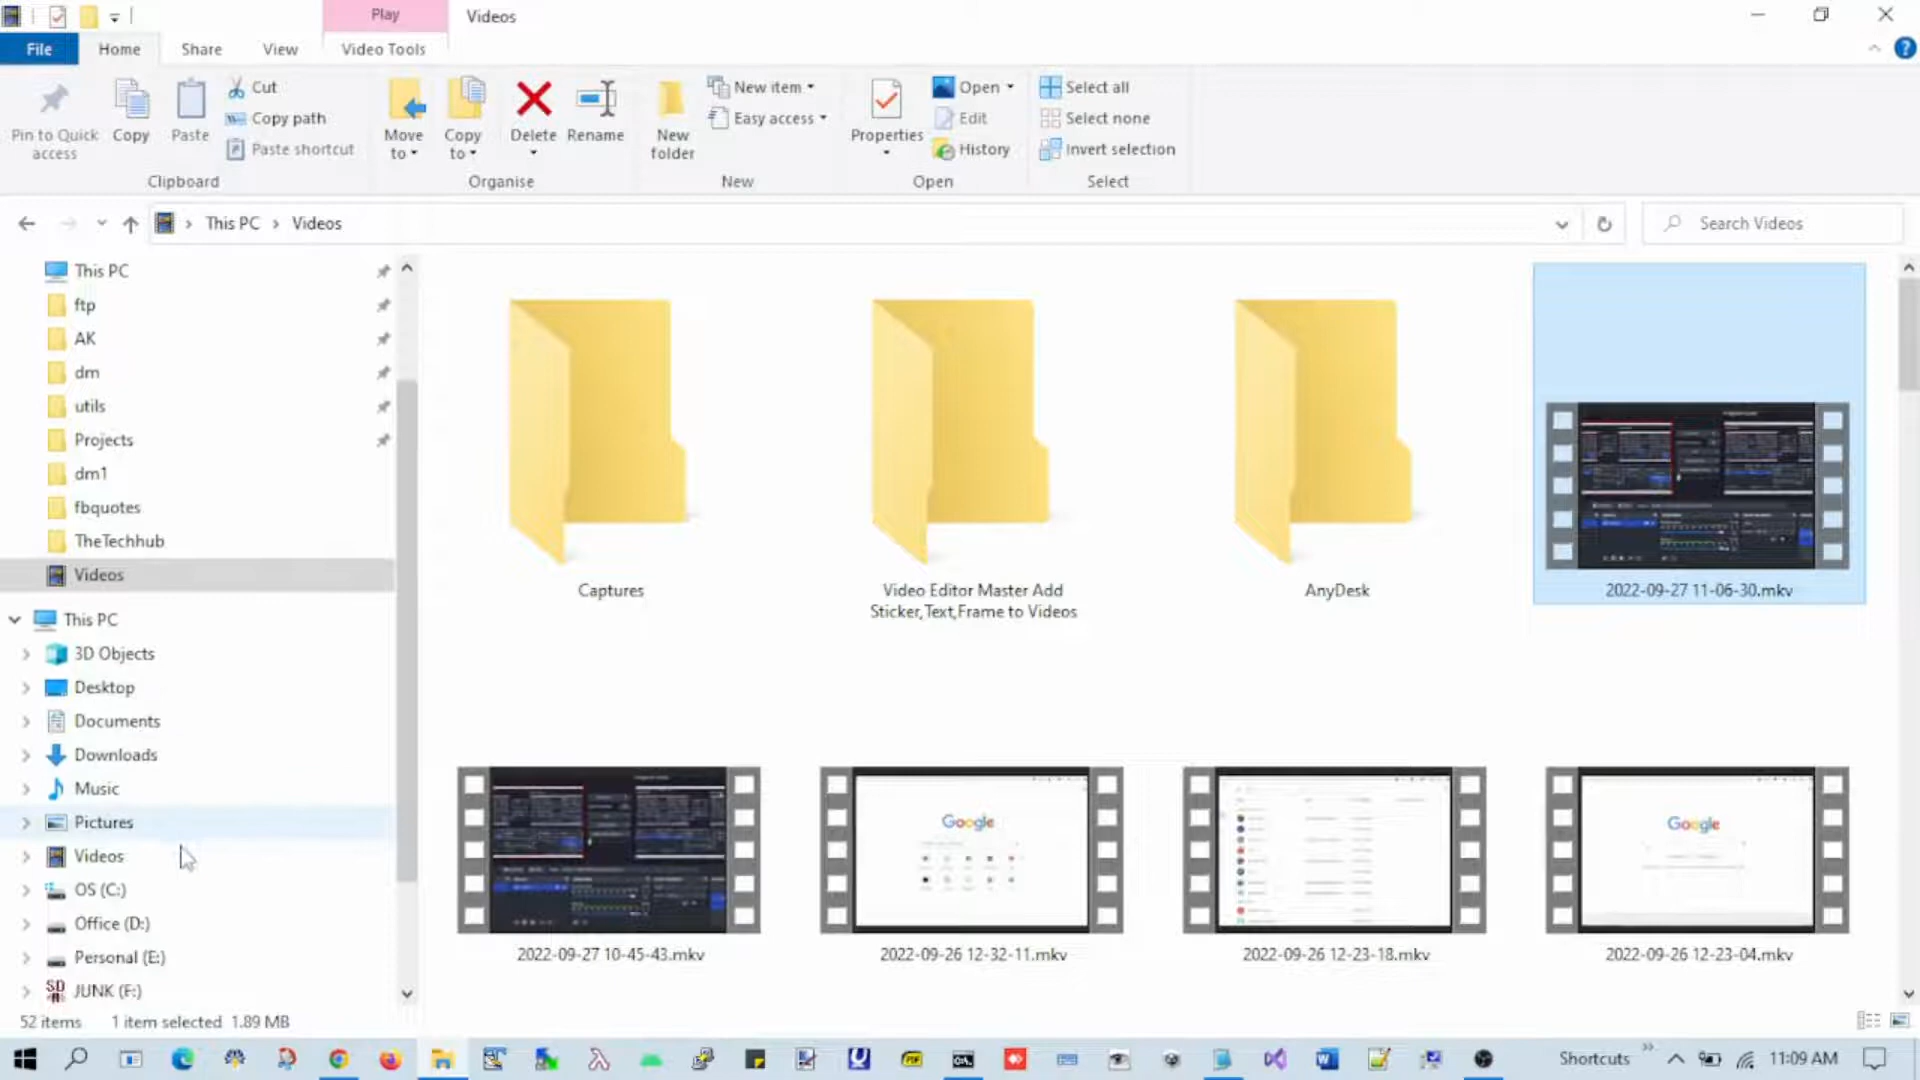 Play
Videos
File
Home
Share
View
Video Tools
Pin to Quick access
Copy
Paste
Cut
Copy path
Paste shortcut
Clipboard
Move to
Copy to
Delete
Rename
Organise
New folder
New item
Easy access
New
Properties
Open
Edit
History
Open
Select all
Select none
Invert selection
Select
This PC
Videos
Search Videos
This PC
ftp
AK
dm
utils
Projects
dm1
fbquotes
TheTechhub
Videos
This PC
3D Objects
Desktop
Documents
Downloads
Music
Pictures
Videos
OS (C:)
Office (D:)
Personal (E:)
JUNK (F:)
Captures
Video Editor Master Add
Sticker,Text,Frame to Videos
AnyDesk
2022-09-27 11-06-30.mkv
Google
Google
2022-09-27 10-45-43.mkv
2022-09-26 12-32-11.mkv
2022-09-26 12-23-18.mkv
2022-09-26 12-23-04.mkv
52 items
1 item selected 1.89 MB
Shortcuts
11:09 AM